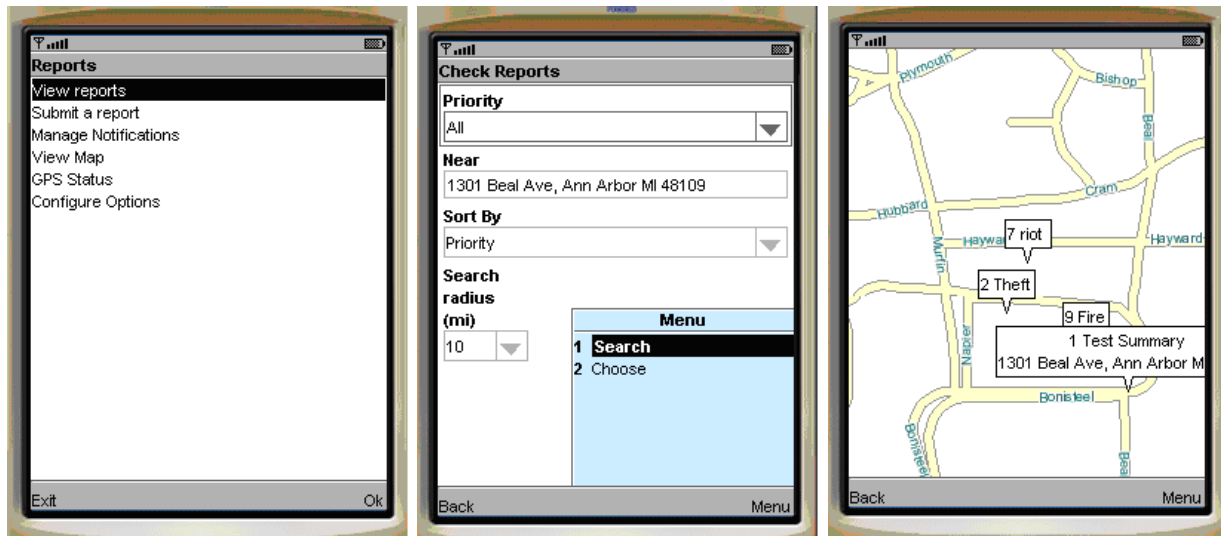 Reports
View reports
Submit a report
Manage Notifications
View Map
GPS Status
Configure Options
Exit
Ok
Check Reports
Priority
All
Near
1301 Beal Ave, Ann Arbor MI 48109
Sort By
Priority
Search
radius
(mi)
10
Menu
1 Search
2 Choose
Back
Menu
Plymouth
Bishop
Beal
Cram
Hubbard
Murfin
7 riot
Haywa
Hayward
2 Theft
9 Fire
Napier
1 Test Summary
1301 Beal Ave, Ann Arbor M
Bonisteel
Bonisteel
Bea
Back
Menu